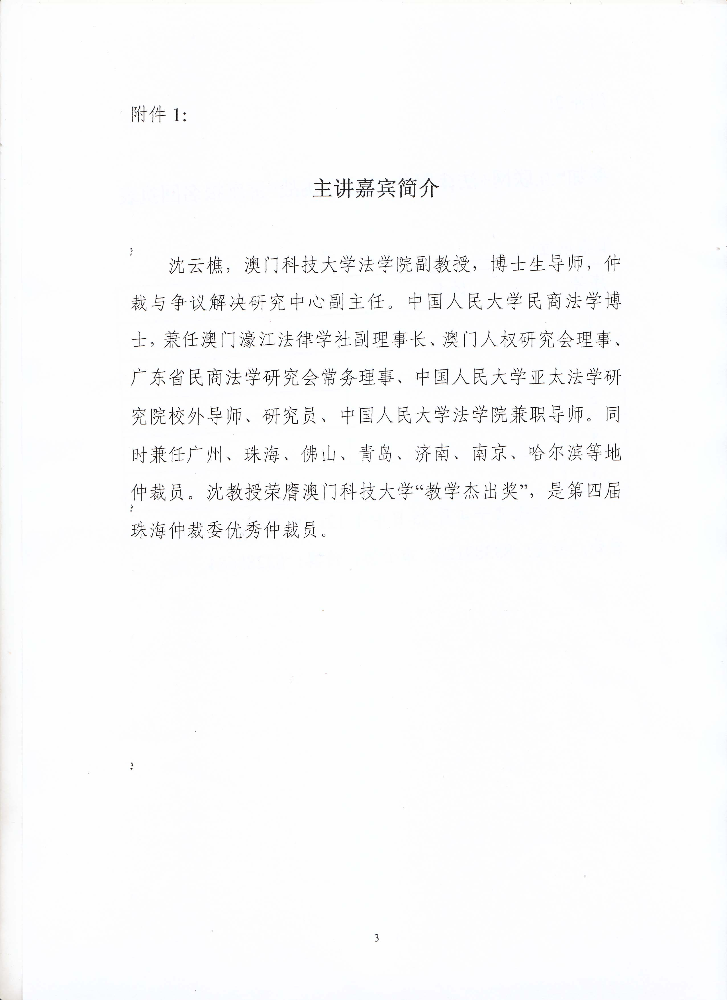 附件 1:
主讲嘉宾简介
沈云樵，澳门科技大学法学院副教授，博士生导师，仲
裁与争议解决研究中心副主任。中国人民大学民商法学博
士，兼任澳门濠江法律学社副理事长、澳门人权研究会理事、
广东省民商法学研究会常务理事、中国人民大学亚太法学研
究院校外导师、研究员、中国人民大学法学院兼职导师。同
时兼任广州、珠海、佛山、青岛、济南、南京、哈尔滨等地
仲裁员。沈教授荣膺澳门科技大学“教学杰出奖”，是第四届
珠海仲裁委优秀仲裁员。
3